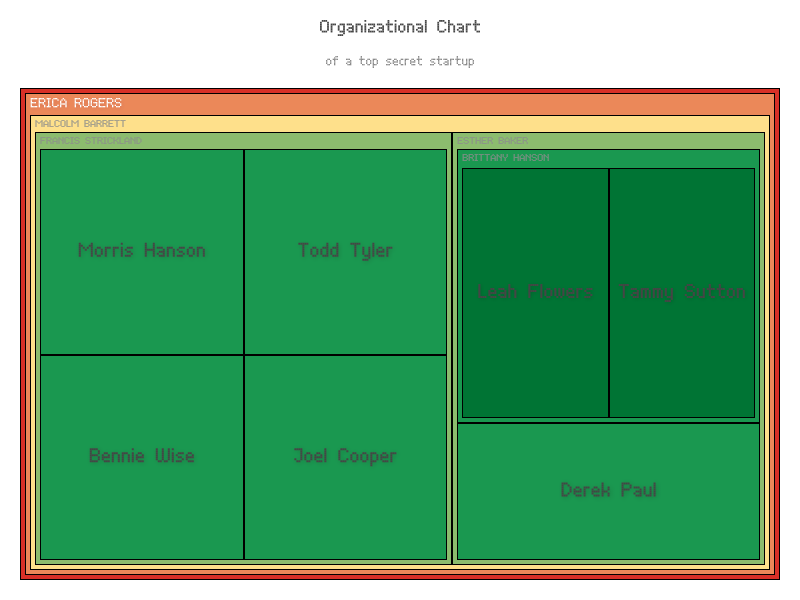 Organizational Chart
of a top secret startup
ERICA ROGERS
MALCOLM BARRETT
FRANCIS STRICKLAND
ESTHER BAKER
BRITTANY HANSON
Morris Hanson
Todd Tyler
Leah Flowers
Tammy Sutton
Bennie Wise
Joel Cooper
Derek Paul